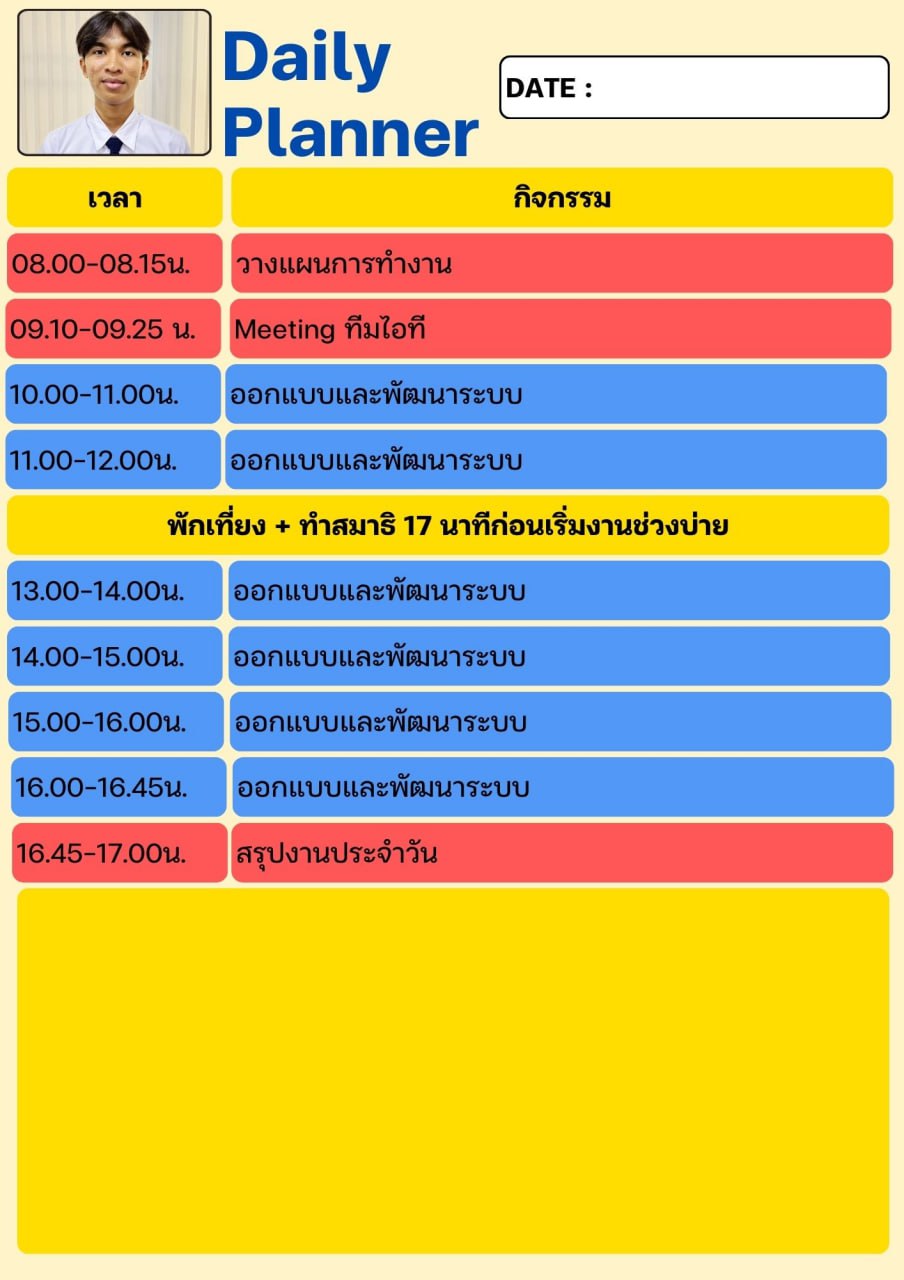 Daily
Planner
DATE :
เวลา กิจกรรม
08.00-08.15น. วางแผนการทำงาน
09.10-09.25 น. Meeting ทีมไอที
10.00-11.00น. ออกแบบและพัฒนาระบบ
11.00-12.00น. ออกแบบและพัฒนาระบบ
พักเที่ยง + ทำสมาธิ 17 นาทีก่อนเริ่มงานช่วงบ่าย
13.00-14.00น. ออกแบบและพัฒนาระบบ
14.00-15.00น. ออกแบบและพัฒนาระบบ
15.00-16.00น. ออกแบบและพัฒนาระบบ
16.00-16.45น. ออกแบบและพัฒนาระบบ
16.45-17.00น. สรุปงานประจำวัน